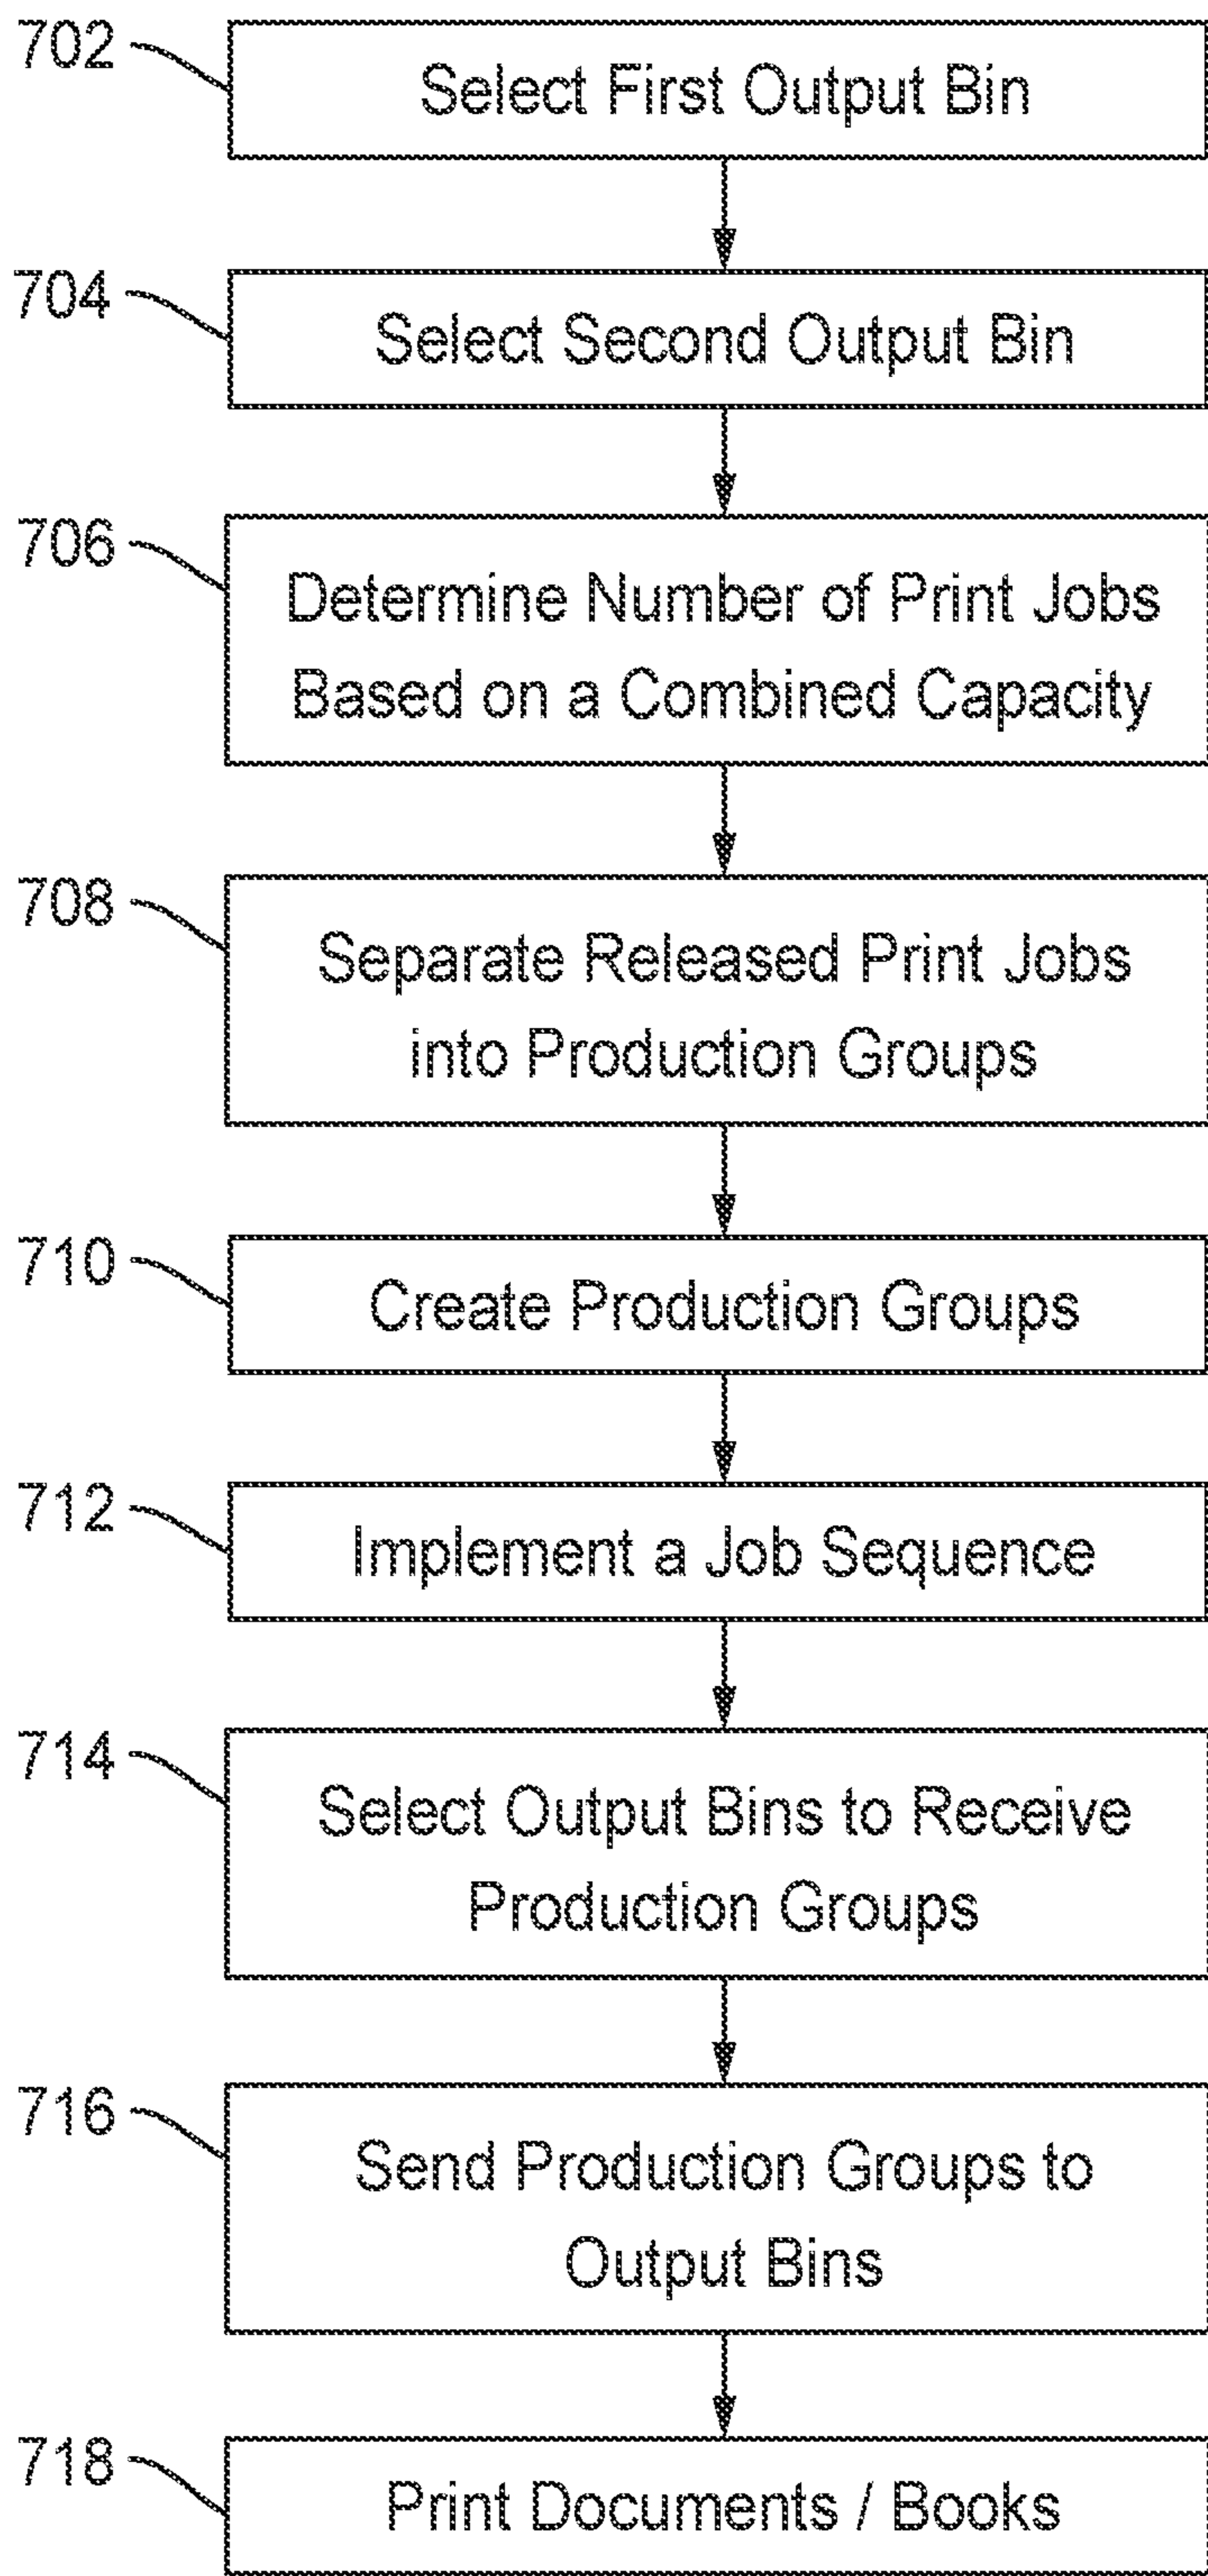 702
Select First Output Bin
704
Select Second Output Bin
706
Determine Number of Print Jobs
Based on a Combined Capacity
708
Separate Released Print Jobs
into Production Groups
710
Create Production Groups
712
Implement a Job Sequence
714
Select Output Bins to Receive
Production Groups
716
Send Production Groups to
Output Bins
718
Print Documents / Books